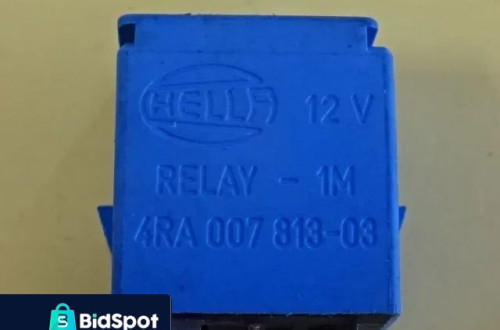 HELLA 12 V
RELAY - 1M
4RA 007 813-03
S BidSpot